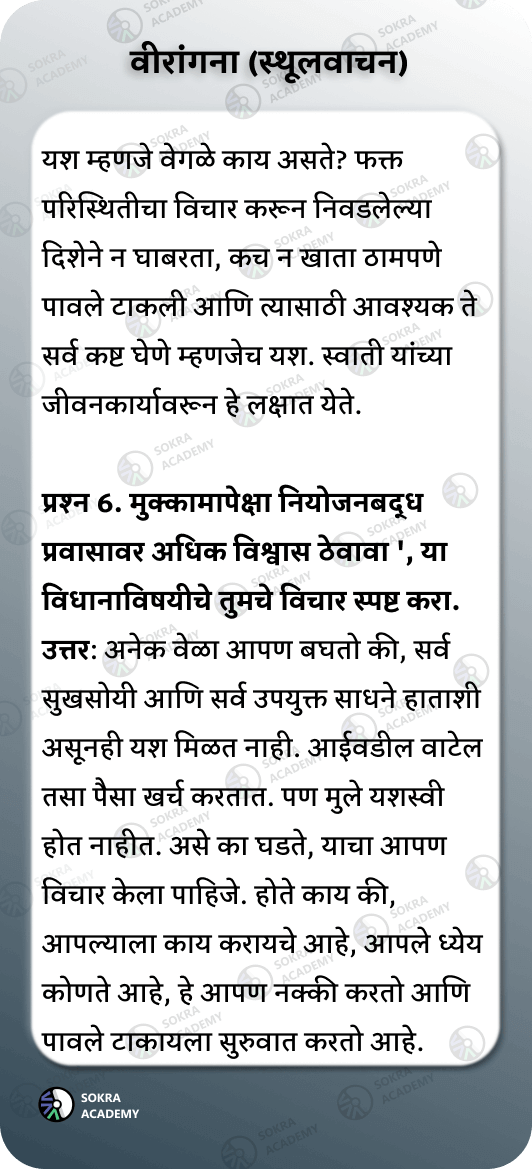 वीरांगना (स्थूलवाचन)
यश म्हणजे वेगळे काय असते? फक्त
परिस्थितीचा विचार करून निवडलेल्या
दिशेने न घाबरता, कच न खाता ठामपणे
पावले टाकली आणि त्यासाठी आवश्यक ते
सर्व कष्ट घेणे म्हणजेच यश. स्वाती यांच्या
जीवनकार्यावरून हे लक्षात येते.
प्रश्न 6. मुक्कामापेक्षा नियोजनबद्ध
प्रवासावर अधिक विश्वास ठेवावा ', या
विधानाविषयीचे तुमचे विचार स्पष्ट करा.
उत्तर: अनेक वेळा आपण बघतो की, सर्व
सुखसोयी आणि सर्व उपयुक्त साधने हाताशी
असूनही यश मिळत नाही. आईवडील वाटेल
तसा पैसा खर्च करतात. पण मुले यशस्वी
होत नाहीत. असे का घडते, याचा आपण
विचार केला पाहिजे. होते काय की,
आपल्याला काय करायचे आहे, आपले ध्येय
कोणते आहे, हे आपण नक्की करतो आणि
पावले टाकायला सुरुवात करतो आहे.
SOKRA
ACADEMY